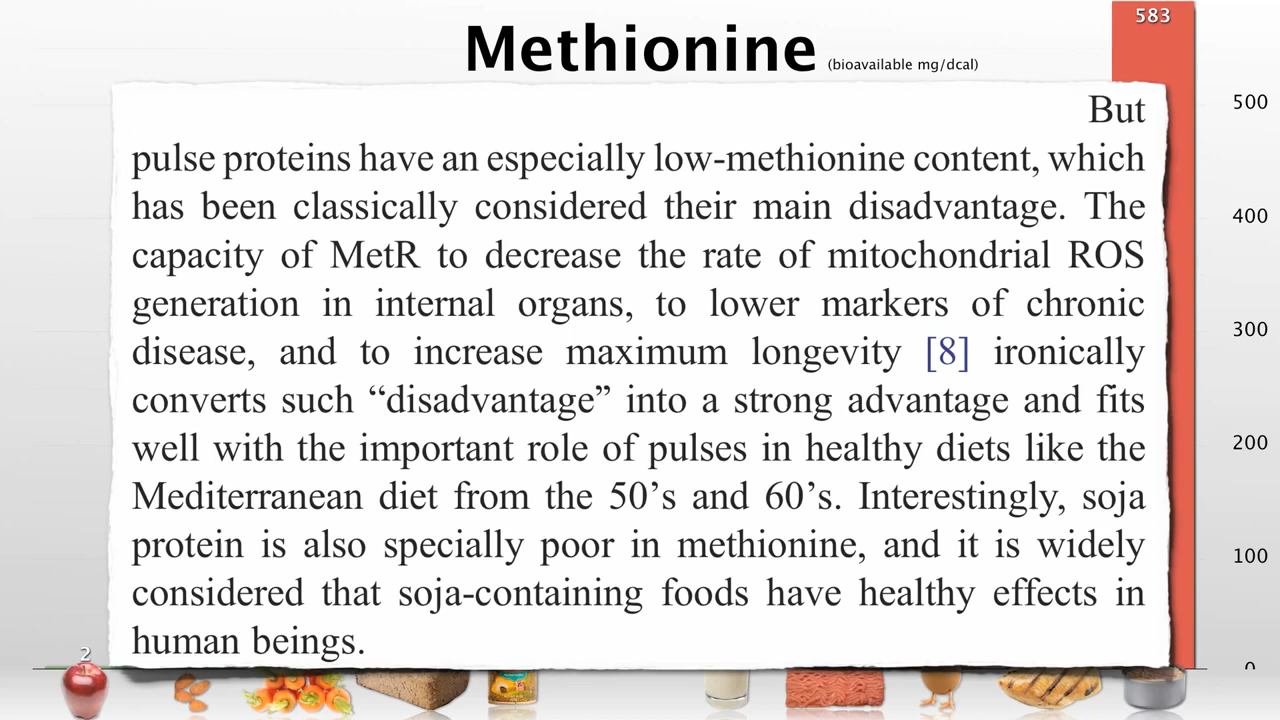 583
Methionine (bioavailable mg/dcal)
500
But
pulse proteins have an especially low-methionine content, which
has been classically considered their main disadvantage. The
400
capacity of MetR to decrease the rate of mitochondrial ROS
generation in internal organs, to lower markers of chronic
300
disease, and to increase maximum longevity [8] ironically
converts such “disadvantage” into a strong advantage and fits
200
well with the important role of pulses in healthy diets like the
Mediterranean diet from the 50’s and 60’s. Interestingly, soja
protein is also specially poor in methionine, and it is widely
100
considered that soja-containing foods have healthy effects in
human beings.
2
0